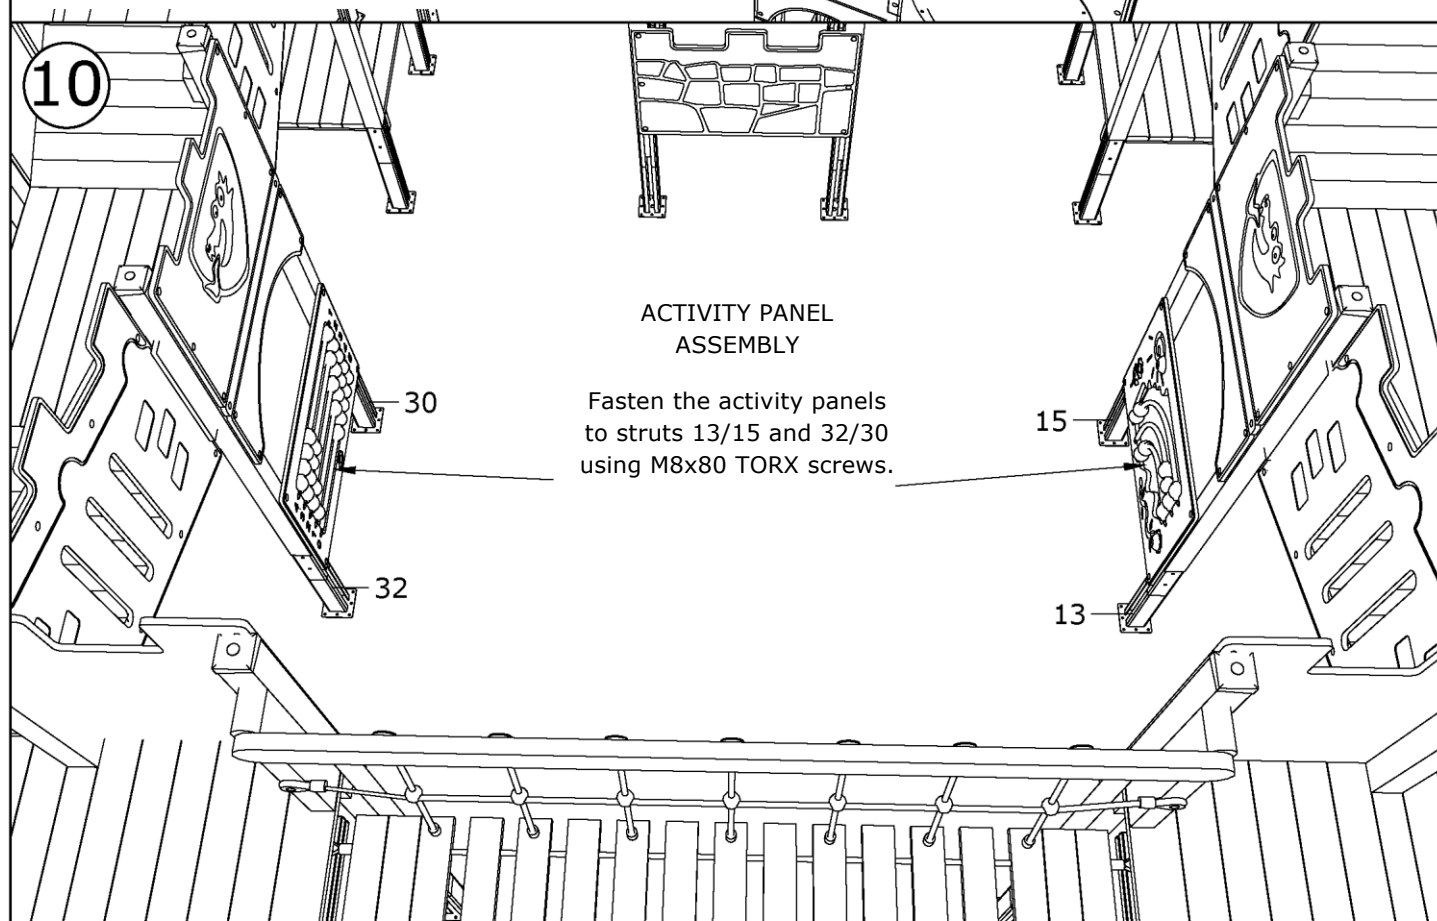 10
ACTIVITY PANEL
ASSEMBLY
Fasten the activity panels
to struts 13/15 and 32/30
using M8x80 TORX screws.
30
15
32
13